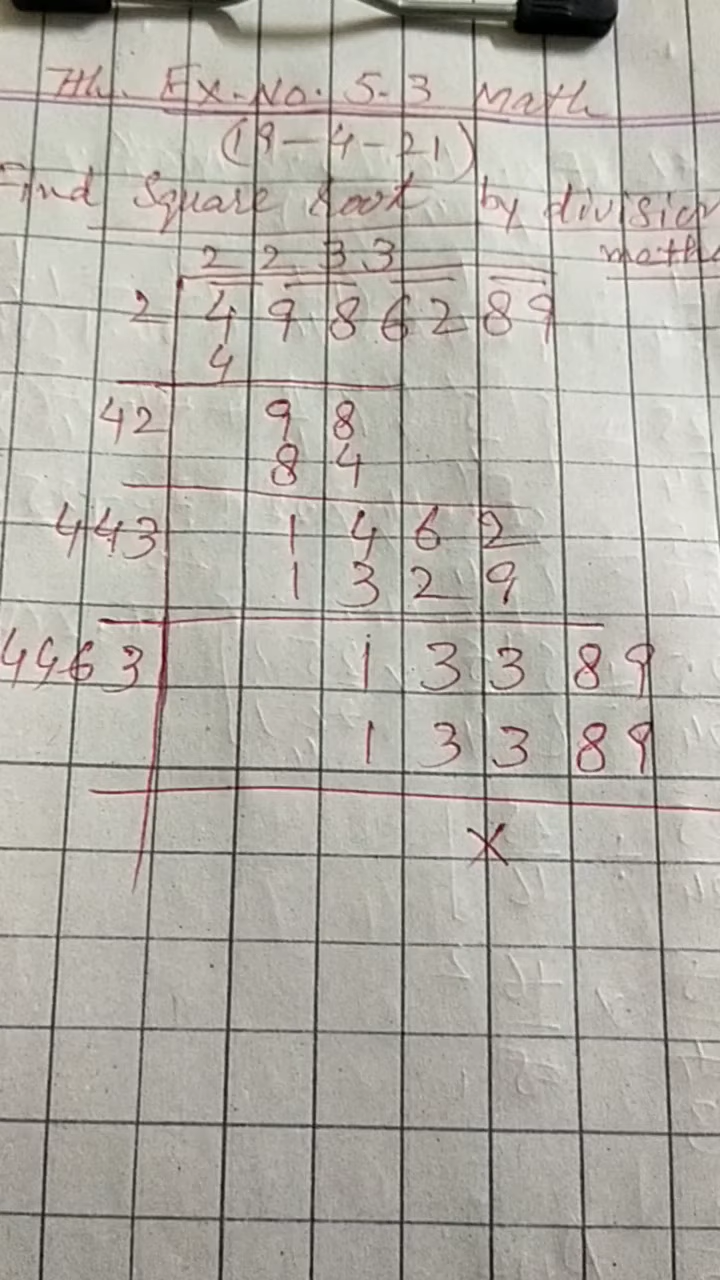 7th. Ex-No. 5-3 Math
(19-4-21)
Find Square Root by division
2 2 3 3
2 4 9 8 6 2 8 9
4
42 9 8
8 4
443 1 4 6 2
1 3 2 9
4463 1 3 3 8 9
1 3 3 8 9
X